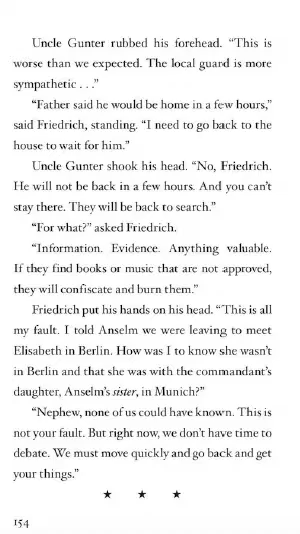 Uncle Gunter rubbed his forehead. “This is
worse than we expected. The local guard is more
sympathetic . . .”
“Father said he would be home in a few hours,”
said Friedrich, standing. “I need to go back to the
house to wait for him.”
Uncle Gunter shook his head. “No, Friedrich.
He will not be back in a few hours. And you can’t
stay there. They will be back to search.”
“For what?” asked Friedrich.
“Information. Evidence. Anything valuable.
If they find books or music that are not approved,
they will confiscate and burn them.”
Friedrich put his hands on his head. “This is all
my fault. I told Anselm we were leaving to meet
Elisabeth in Berlin. How was I to know she wasn’t
in Berlin and that she was with the commandant’s
daughter, Anselm’s sister, in Munich?”
“Nephew, none of us could have known. This is
not your fault. But right now, we don’t have time to
debate. We must move quickly and go back and get
your things.”
★ ★ ★
154